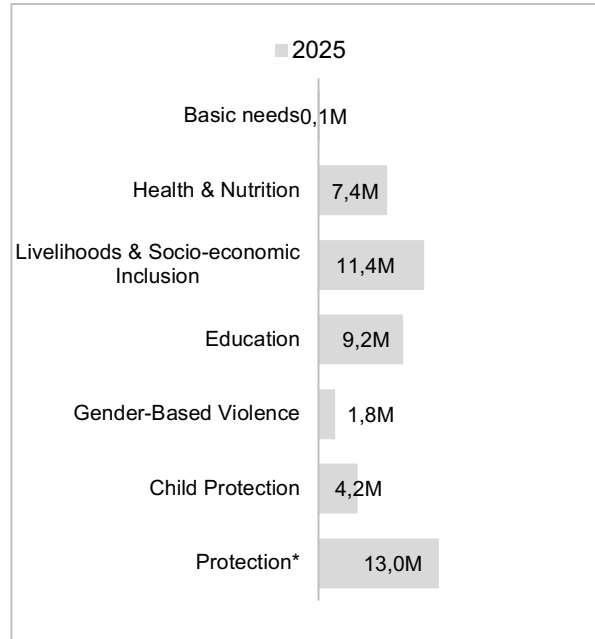 2025
Basic needs 0,1M
Health & Nutrition 7,4M
Livelihoods & Socio-economic
Inclusion 11,4M
Education 9,2M
Gender-Based Violence 1,8M
Child Protection 4,2M
Protection* 13,0M